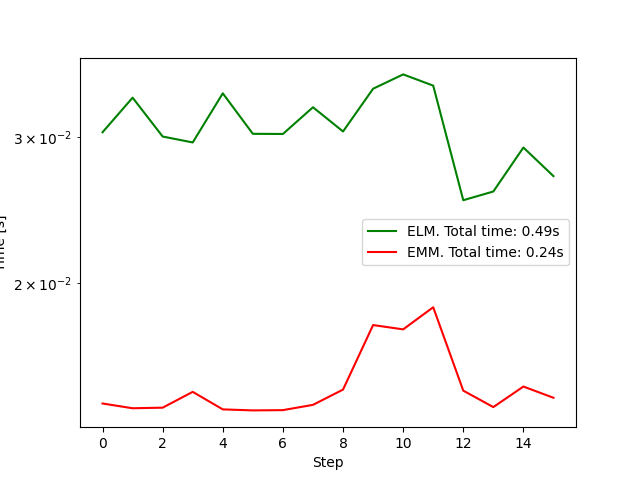 3 × 10⁻²
2 × 10⁻²
Time [s]
ELM. Total time: 0.49s
EMM. Total time: 0.24s
0 2 4 6 8 10 12 14
Step